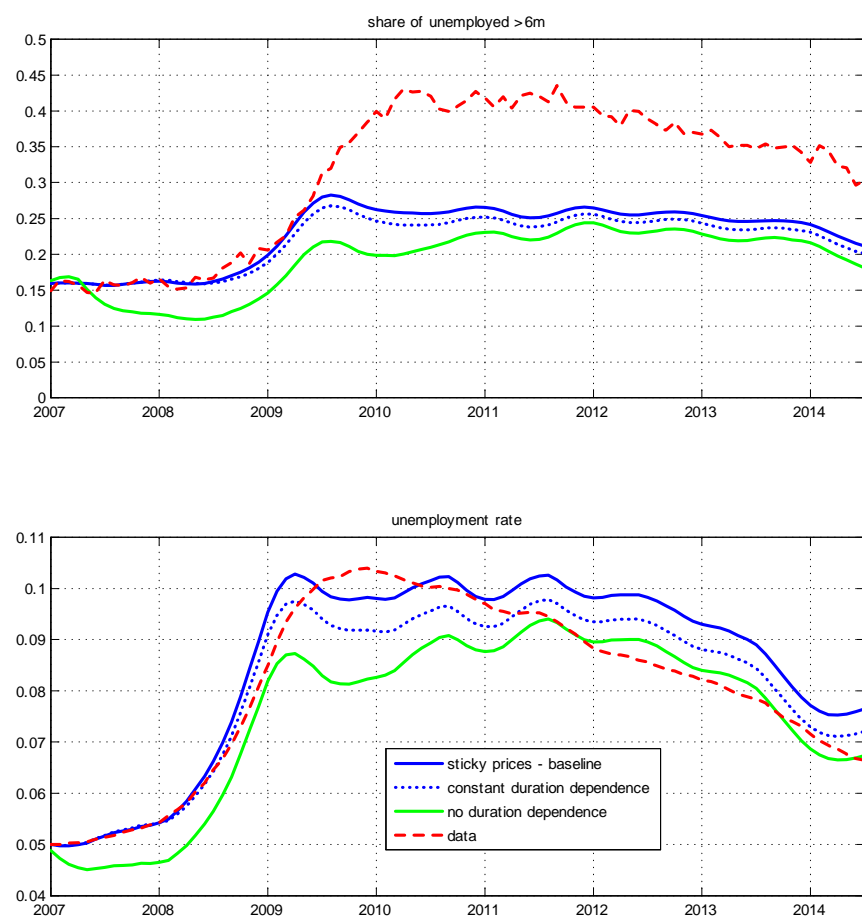 share of unemployed >6m
0.5
0.45
0.4
0.35
0.3
0.25
0.2
0.15
0.1
0.05
0
2007 2008 2009 2010 2011 2012 2013 2014
unemployment rate
0.11
0.1
0.09
0.08
0.07
0.06
0.05
0.04
sticky prices - baseline
constant duration dependence
no duration dependence
data
2007 2008 2009 2010 2011 2012 2013 2014